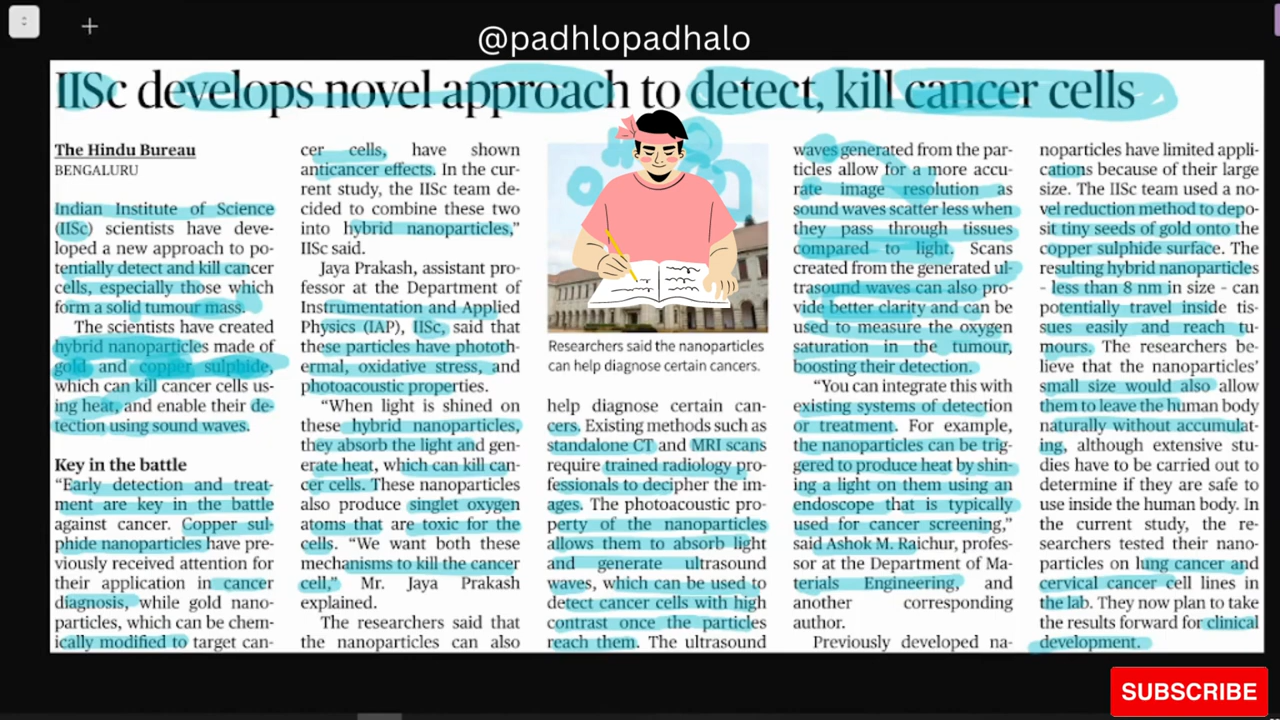 @padhlopadhalo
IISc develops novel approach to detect, kill cancer cells
The Hindu Bureau
BENGALURU
Indian Institute of Science
(IISc) scientists have deve-
loped a new approach to po-
tentially detect and kill cancer
cells, especially those which
form a solid tumour mass.
The scientists have created
hybrid nanoparticles made of
gold and copper sulphide,
which can kill cancer cells us-
ing heat, and enable their de-
tection using sound waves.
Key in the battle
“Early detection and treat-
ment are key in the battle
against cancer. Copper sul-
phide nanoparticles have pre-
viously received attention for
their application in cancer
diagnosis, while gold nano-
particles, which can be chem-
ically modified to target can-
cer cells, have shown
anticancer effects. In the cur-
rent study, the IISc team de-
cided to combine these two
into hybrid nanoparticles,”
IISc said.
Jaya Prakash, assistant pro-
fessor at the Department of
Instrumentation and Applied
Physics (IAP), IISc, said that
these particles have phototh-
ermal, oxidative stress, and
photoacoustic properties.
“When light is shined on
these hybrid nanoparticles,
they absorb the light and gen-
erate heat, which can kill can-
cer cells. These nanoparticles
also produce singlet oxygen
atoms that are toxic for the
cells. “We want both these
mechanisms to kill the cancer
cell,” Mr. Jaya Prakash
explained.
The researchers said that
the nanoparticles can also
Researchers said the nanoparticles
can help diagnose certain cancers.
help diagnose certain can-
cers. Existing methods such as
standalone CT and MRI scans
require trained radiology pro-
fessionals to decipher the im-
ages. The photoacoustic pro-
perty of the nanoparticles
allows them to absorb light
and generate ultrasound
waves, which can be used to
detect cancer cells with high
contrast once the particles
reach them. The ultrasound
waves generated from the par-
ticles allow for a more accu-
rate image resolution as
sound waves scatter less when
they pass through tissues
compared to light. Scans
created from the generated ul-
trasound waves can also pro-
vide better clarity and can be
used to measure the oxygen
saturation in the tumour,
boosting their detection.
“You can integrate this with
existing systems of detection
or treatment. For example,
the nanoparticles can be trig-
gered to produce heat by shin-
ing a light on them using an
endoscope that is typically
used for cancer screening,”
said Ashok M. Raichur, profes-
sor at the Department of Ma-
terials Engineering, and
another corresponding
author.
Previously developed na-
noparticles have limited appli-
cations because of their large
size. The IISc team used a no-
vel reduction method to depo-
sit tiny seeds of gold onto the
copper sulphide surface. The
resulting hybrid nanoparticles
- less than 8 nm in size - can
potentially travel inside tis-
sues easily and reach tu-
mours. The researchers be-
lieve that the nanoparticles’
small size would also allow
them to leave the human body
naturally without accumulat-
ing, although extensive stu-
dies have to be carried out to
determine if they are safe to
use inside the human body. In
the current study, the re-
searchers tested their nano-
particles on lung cancer and
cervical cancer cell lines in
the lab. They now plan to take
the results forward for clinical
development.
SUBSCRIBE